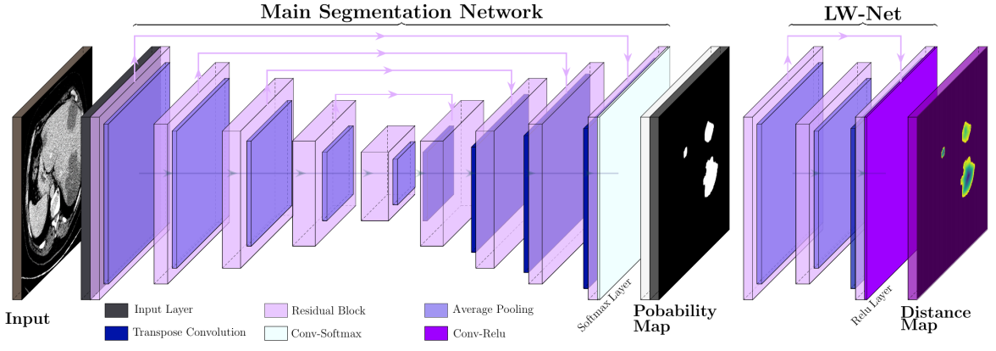 Main Segmentation Network
LW-Net
Input
Softmax Layer
Pobability
Map
Relu Layer
Distance
Map
Input Layer
Residual Block
Average Pooling
Transpose Convolution
Conv-Softmax
Conv-Relu